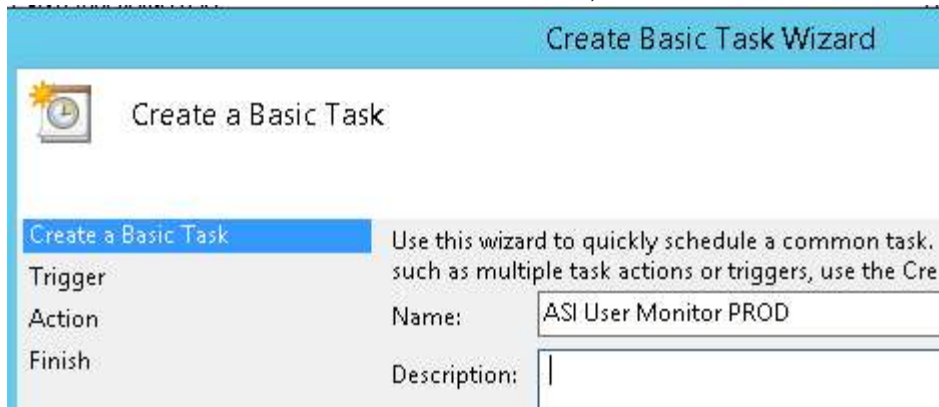 Create Basic Task Wizard
Create a Basic Task
Create a Basic Task
Trigger
Action
Finish
Use this wizard to quickly schedule a common task.
such as multiple task actions or triggers, use the Cre
Name: ASI User Monitor PROD
Description: